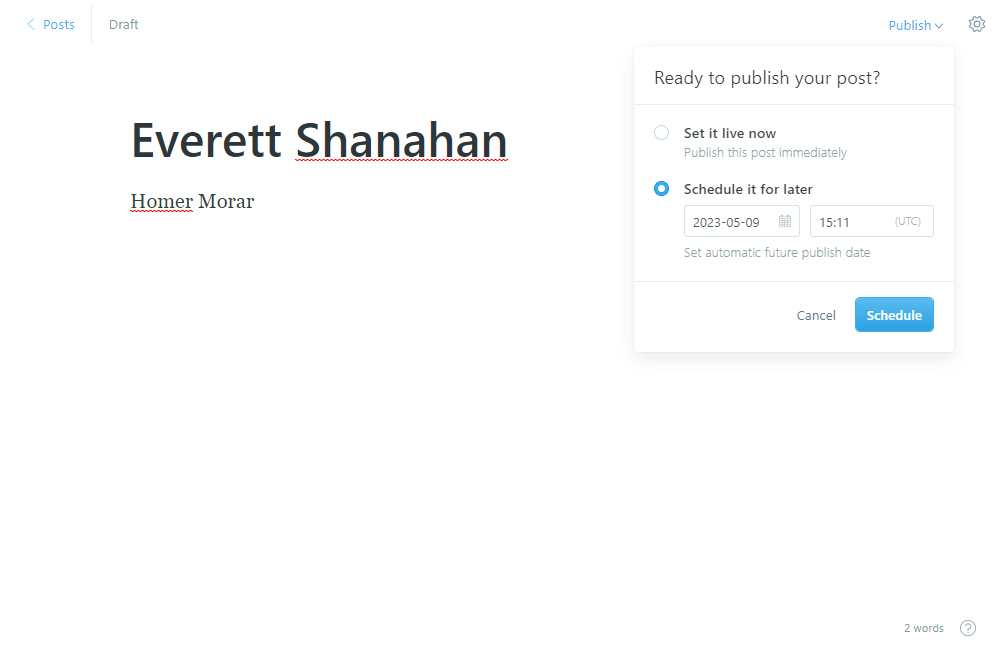 Posts
Draft
Publish
Ready to publish your post?
Everett Shanahan
Homer Morar
Set it live now
Publish this post immediately
Schedule it for later
2023-05-09
15:11 (UTC)
Set automatic future publish date
Cancel
Schedule
2 words
?